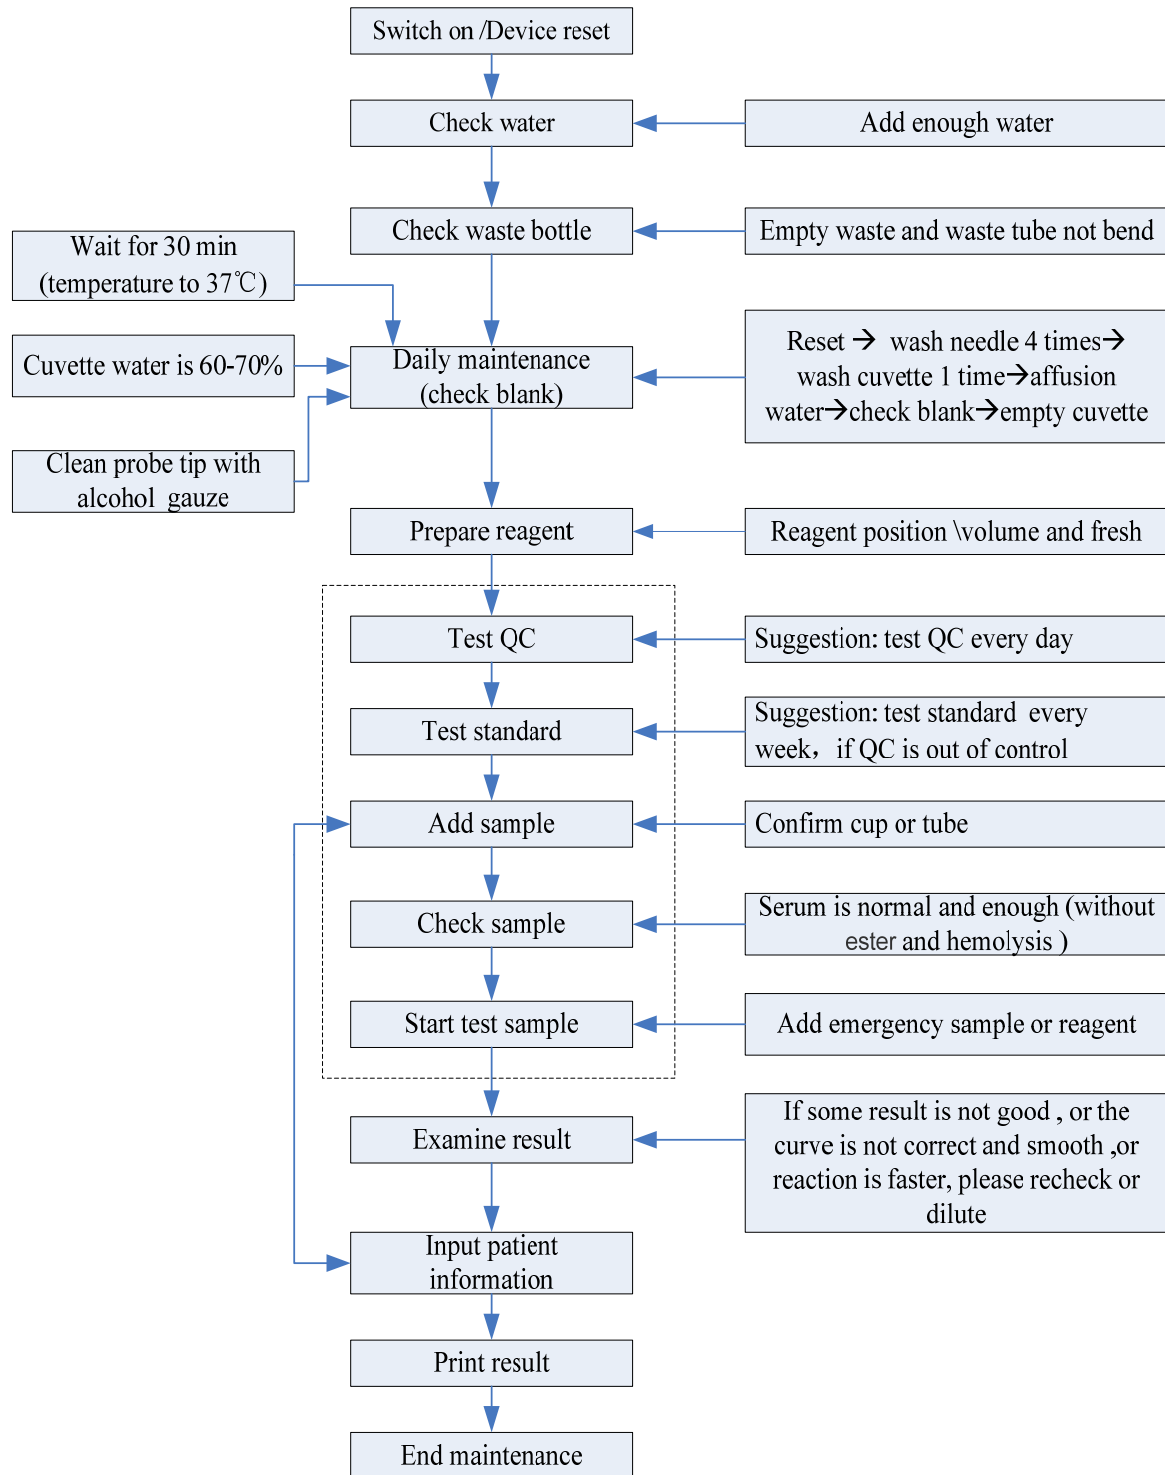 Switch on /Device reset
Check water
Add enough water
Check waste bottle
Empty waste and waste tube not bend
Wait for 30 min
(temperature to 37℃)
Cuvette water is 60-70%
Clean probe tip with
alcohol gauze
Daily maintenance
(check blank)
Reset → wash needle 4 times→
wash cuvette 1 time→affusion
water→check blank→empty cuvette
Prepare reagent
Reagent position \volume and fresh
Test QC
Suggestion: test QC every day
Test standard
Suggestion: test standard every
week，if QC is out of control
Add sample
Confirm cup or tube
Check sample
Serum is normal and enough (without
ester and hemolysis )
Start test sample
Add emergency sample or reagent
Examine result
If some result is not good , or the
curve is not correct and smooth ,or
reaction is faster, please recheck or
dilute
Input patient
information
Print result
End maintenance